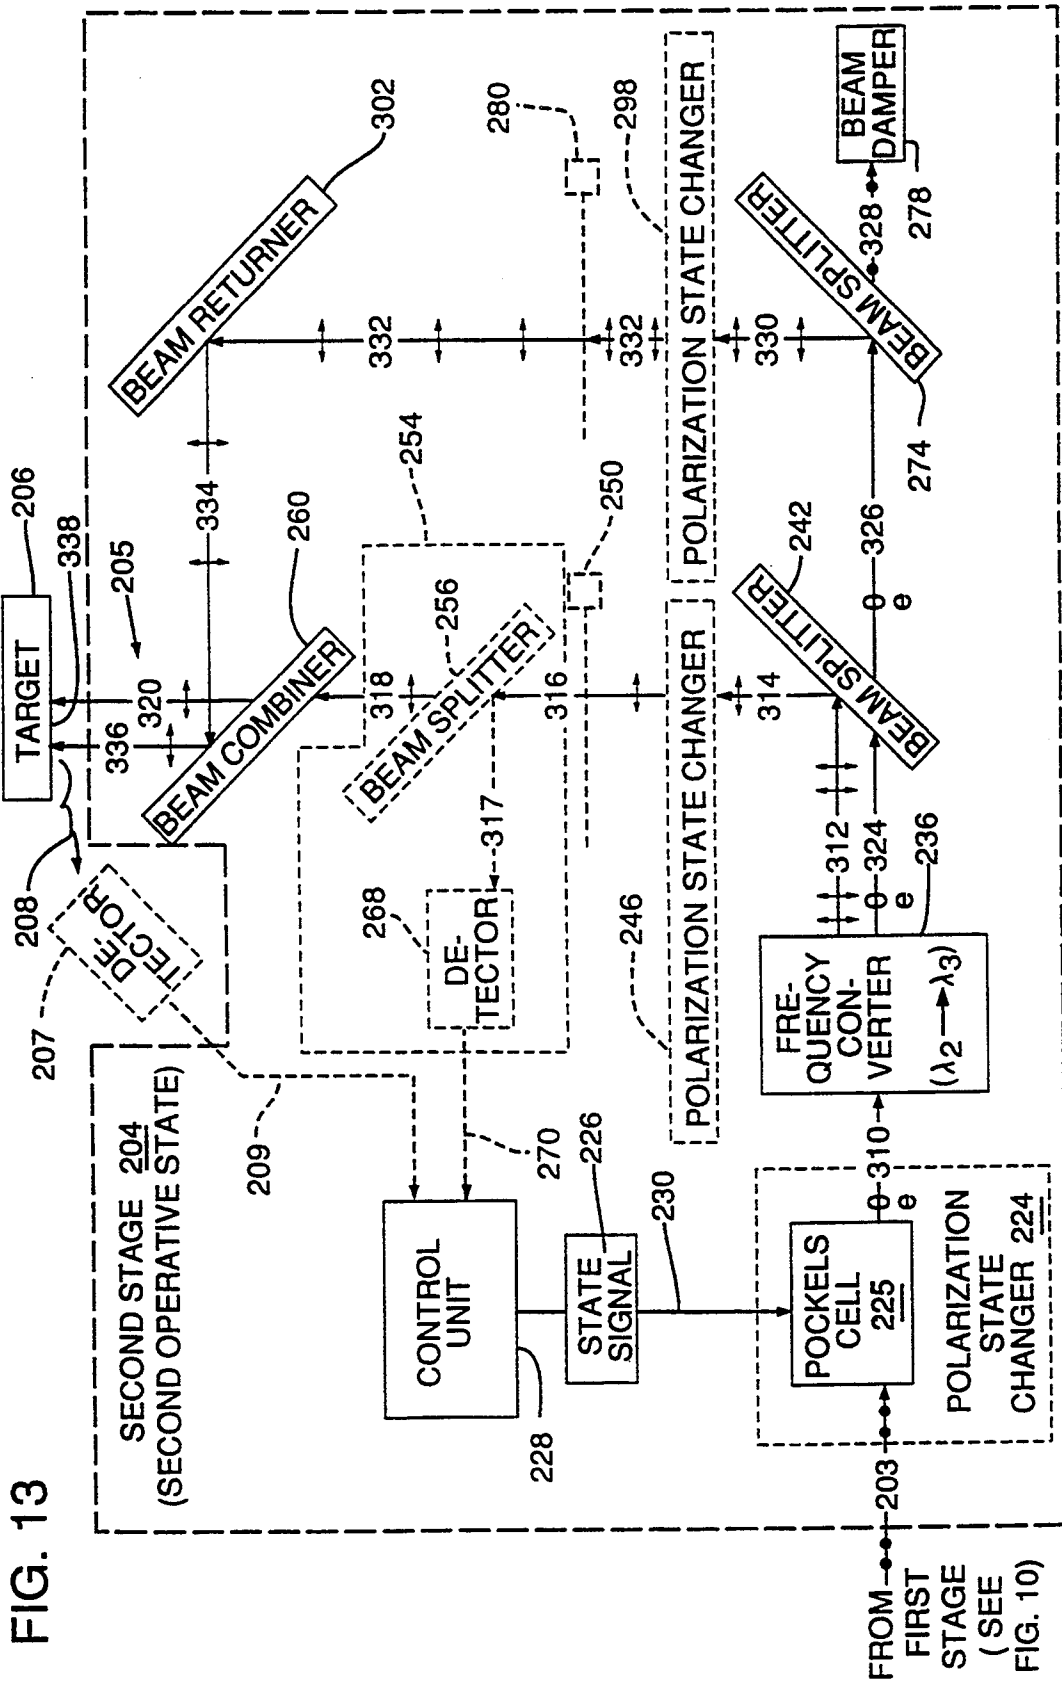 FIG. 13
SECOND STAGE 204
(SECOND OPERATIVE STATE)
207
208
DE-
TECTOR
TARGET
206
338
336
320
205
209
334
BEAM RETURNER
302
BEAM COMBINER
260
318
254
BEAM SPLITTER
256
317
316
268
DE-
TECTOR
270
250
280
332
332
CONTROL
UNIT
228
STATE
SIGNAL
226
230
246
POLARIZATION STATE CHANGER
POLARIZATION STATE CHANGER
298
314
330
FROM
FIRST
STAGE
(SEE
FIG. 10)
203
POCKELS
CELL
225
POLARIZATION
STATE
CHANGER 224
θ
e
310
FRE-
QUENCY
CON-
VERTER
(λ2 → λ3)
236
312
θ
324
e
BEAM SPLITTER
242
θ
326
e
BEAM SPLITTER
274
328
BEAM
DAMPER
278